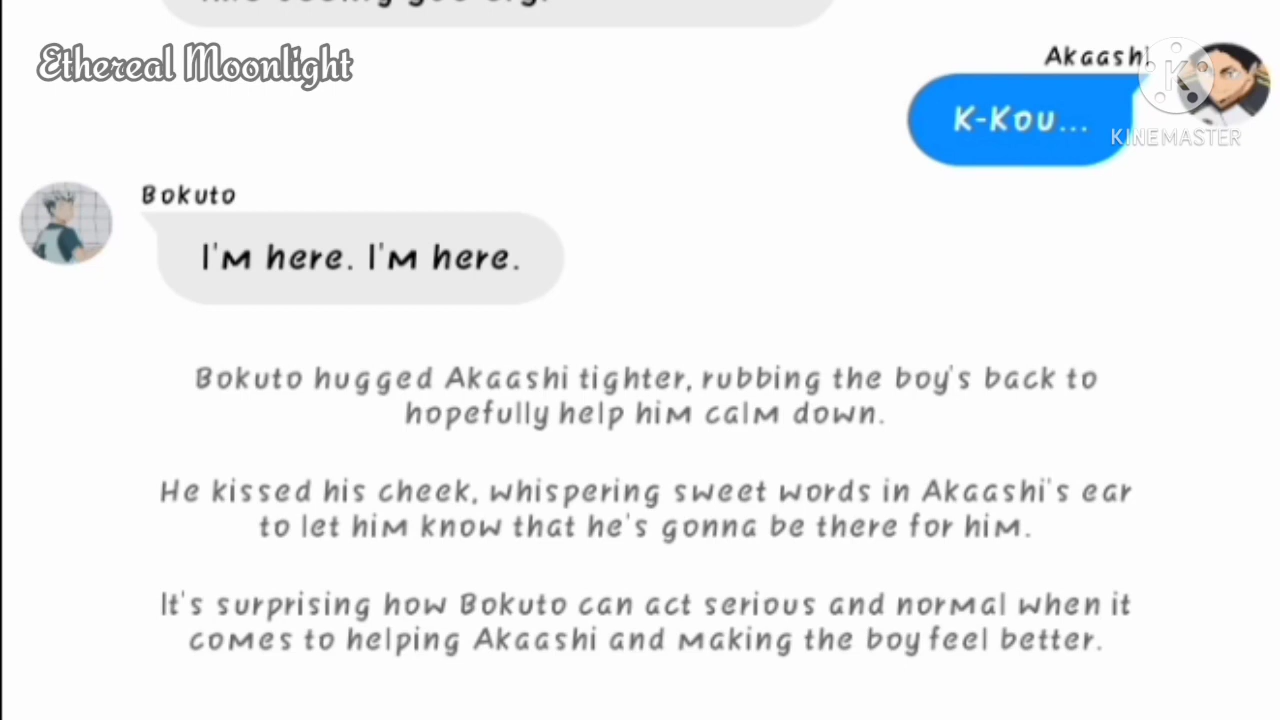 Ethereal Moonlight
Akaashi
K-Kou...
KINEMASTER
Bokuto
I'm here. I'm here.
Bokuto hugged Akaashi tighter, rubbing the boy's back to
hopefully help him calm down.
He kissed his cheek, whispering sweet words in Akaashi's ear
to let him know that he's gonna be there for him.
It's surprising how Bokuto can act serious and normal when it
comes to helping Akaashi and making the boy feel better.